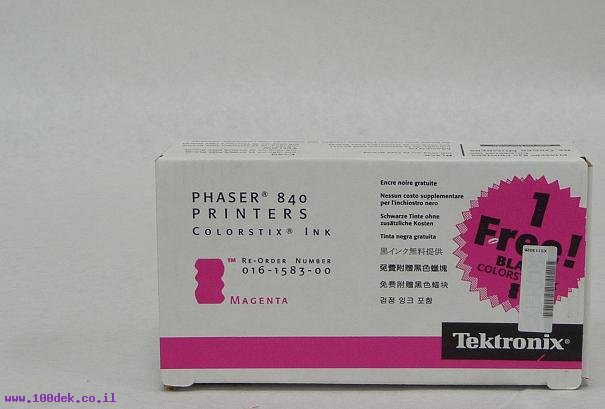 PHASER® 840
PRINTERS
COLORSTIX® INK
™ RE-ORDER NUMBER
016-1583-00
MAGENTA
Encre noire gratuite
Nessun costo supplementare
per l'inchiostro nero
Schwarze Tinte ohne
zusätzliche Kosten
Tinta negra gratuita
黒インク無料提供
免費附贈黑色蠟塊
免费附赠黑色蜡块
검정 잉크 포함
1
Free!
Tektronix®
www.100dek.co.il